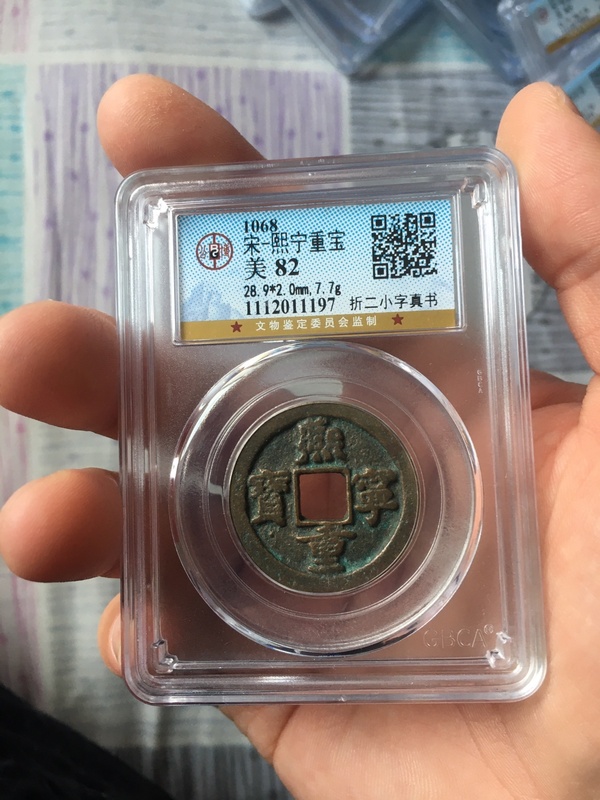 1068
宋-熙宁重宝
美 82
28.9*2.0mm,7.7g
1112011197 折二小字真书
★ 文物鉴定委员会监制 ★
GBCA
熙
寶 寧
重
GBCA®